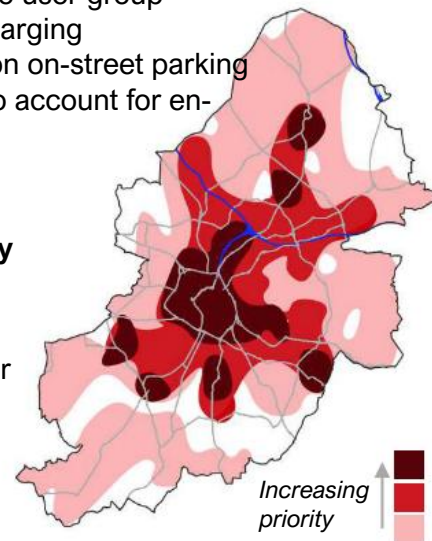 user group
arging
on on-street parking
account for en-
y
r
Increasing
priority